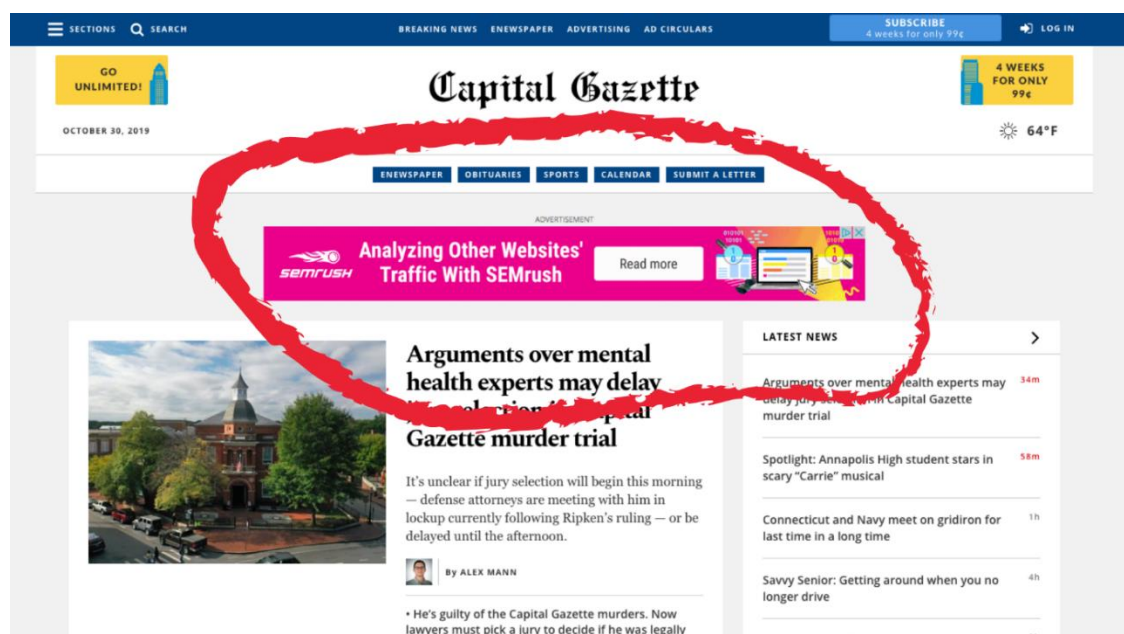 SECTIONS SEARCH BREAKING NEWS ENEWSPAPER ADVERTISING AD CIRCULARS SUBSCRIBE
4 weeks for only 99¢
LOG IN
GO
UNLIMITED!
Capital Gazette
4 WEEKS
FOR ONLY
99¢
OCTOBER 30, 2019
64°F
ENEWSPAPER OBITUARIES SPORTS CALENDAR SUBMIT A LETTER
ADVERTISEMENT
semrush
Analyzing Other Websites'
Traffic With SEMrush
Read more
Arguments over mental
health experts may delay
Gazette murder trial
It's unclear if jury selection will begin this morning
— defense attorneys are meeting with him in
lockup currently following Ripken's ruling — or be
delayed until the afternoon.
By ALEX MANN
• He's guilty of the Capital Gazette murders. Now
lawyers must pick a jury to decide if he was legally
LATEST NEWS
Arguments over mental health experts may 34m
delay jury selection in Capital Gazette
murder trial
Spotlight: Annapolis High student stars in 58m
scary "Carrie" musical
Connecticut and Navy meet on gridiron for 1h
last time in a long time
Savvy Senior: Getting around when you no 4h
longer drive